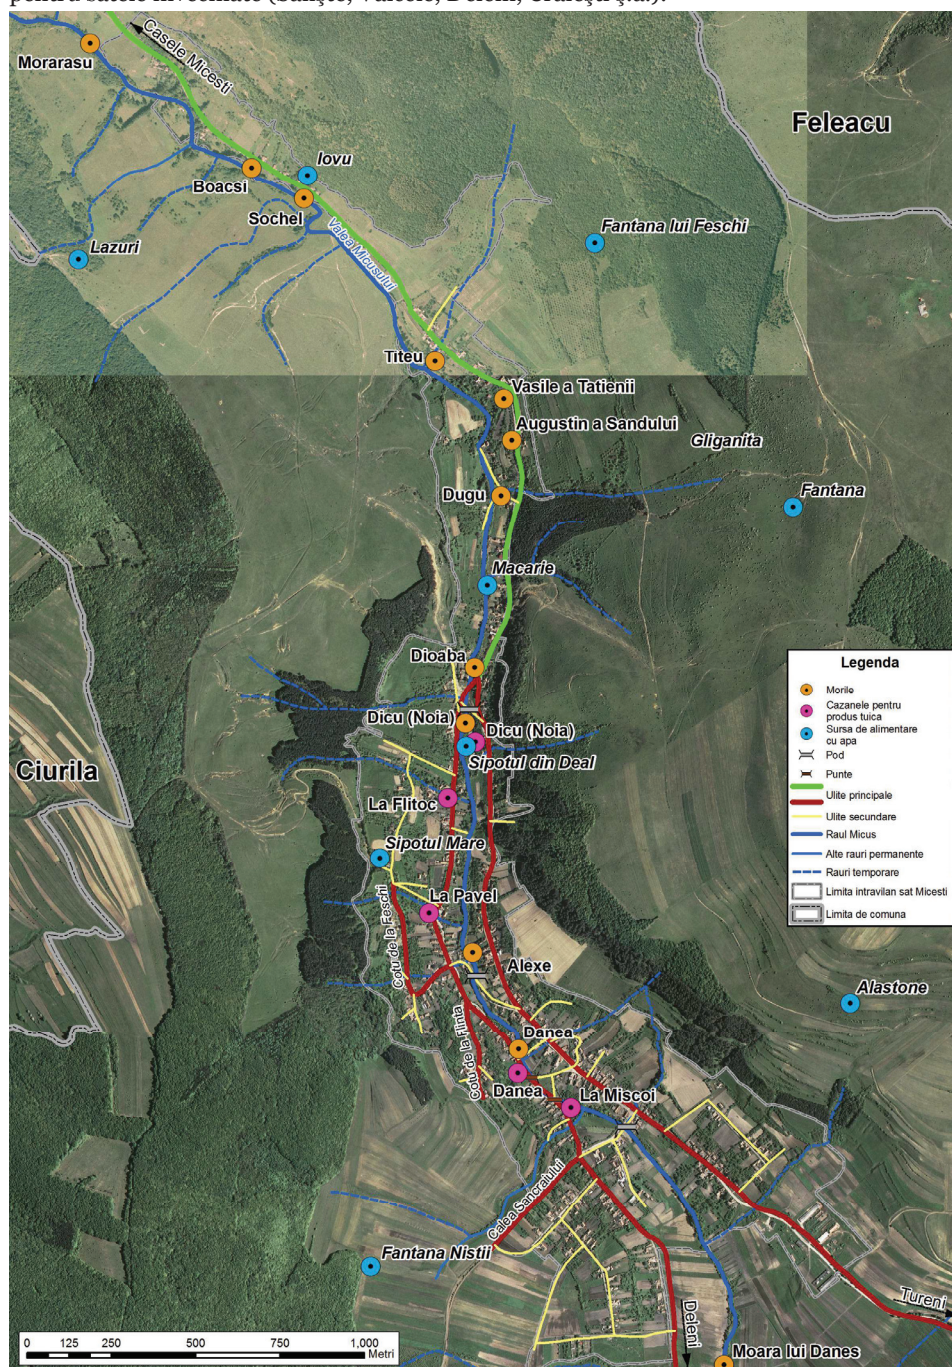 pentru satele învecinate (Sănşte, Vâlcele, Deleni, Crăieşti ş.a.).
Casele Micesti
Morarasu
Feleacu
Iovu
Boacsi
Sochel
Fantana lui Feschi
Lazuri
Valea Micusului
Titeu
Vasile a Tatienii
Augustin a Sandului
Gliganita
Dugu
Fantana
Macarie
Dioaba
Legenda
Morile
Cazanele pentru
produs tuica
Sursa de alimentare
cu apa
Pod
Punte
Ulite principale
Ulite secundare
Raul Micus
Alte rauri permanente
Rauri temporare
Limita intravilan sat Micesti
Limita de comuna
Dicu (Noia)
Dicu (Noia)
Sipotul din Deal
Ciurila
La Flitoc
Sipotul Mare
La Pavel
Cotu de la Feschi
Alexe
Alastone
Cotu de la Flinta
Danea
Danea
La Miscoi
Calea Sancraiului
Fantana Nistii
Deleni
Tureni
Moara lui Danes
0 125 250 500 750 1,000
Metri